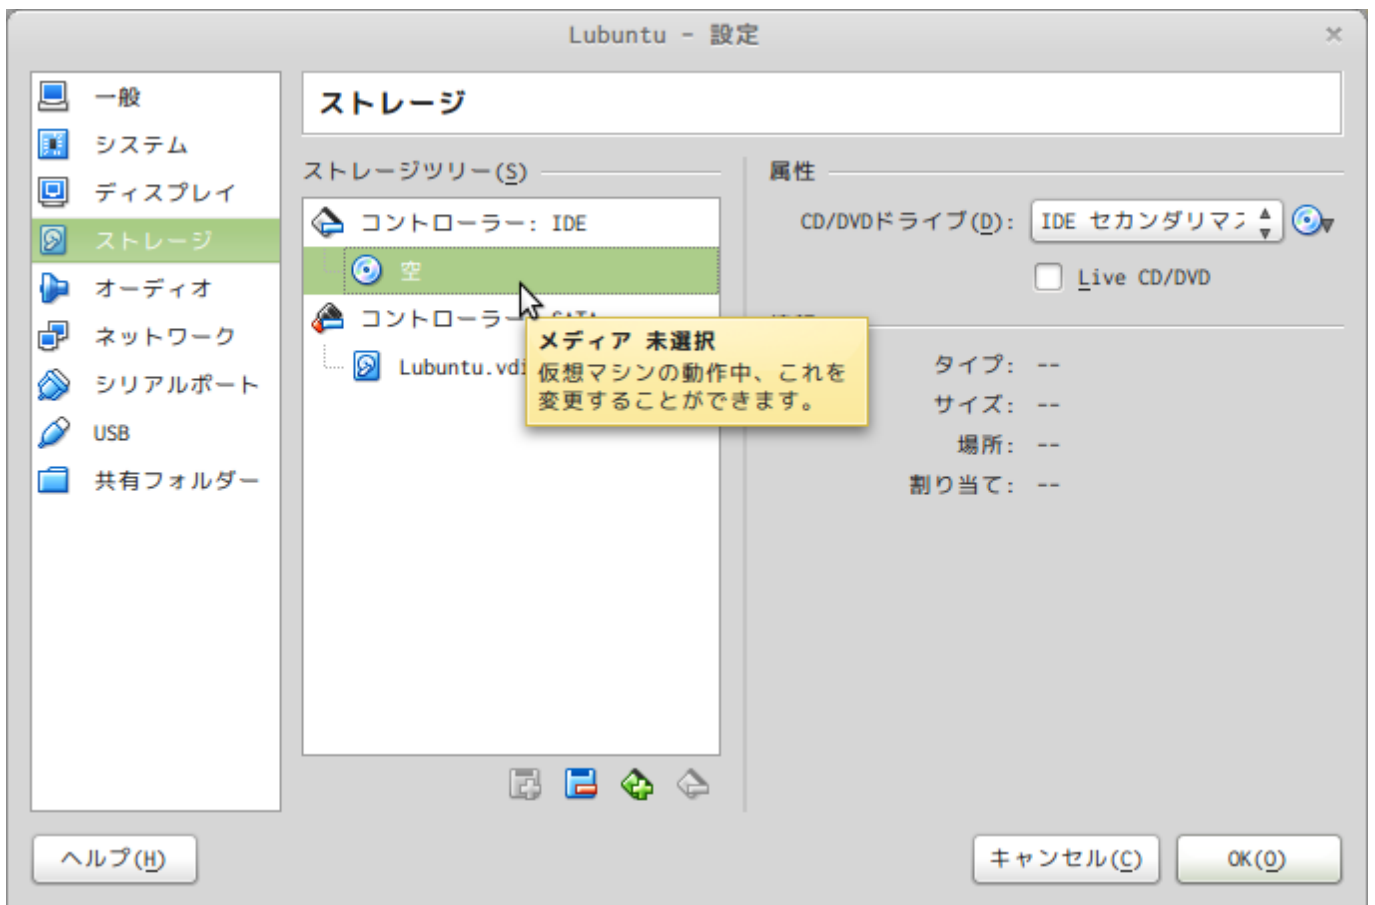 Lubuntu - 設定
一般
システム
ディスプレイ
ストレージ
オーディオ
ネットワーク
シリアルポート
USB
共有フォルダー
ストレージ
ストレージツリー(S)
コントローラー: IDE
空
コントローラー
Lubuntu.vdi
メディア 未選択
仮想マシンの動作中、これを
変更することができます。
属性
CD/DVDドライブ(D): IDE セカンダリマス
Live CD/DVD
タイプ: --
サイズ: --
場所: --
割り当て: --
ヘルプ(H)
キャンセル(C)
OK(O)